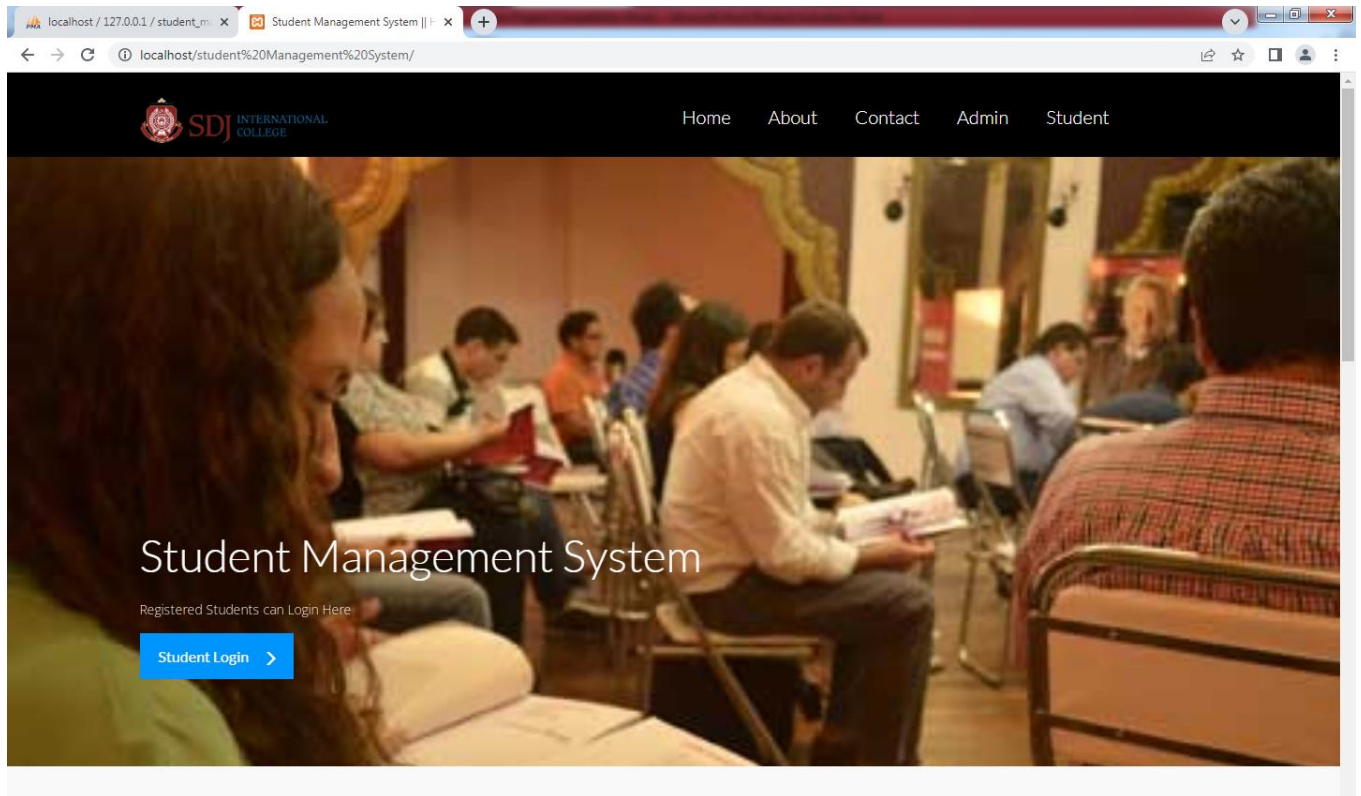 localhost / 127.0.0.1 / student_m
Student Management System || H
localhost/student%20Management%20System/
SDJ INTERNATIONAL
COLLEGE
Home About Contact Admin Student
Student Management System
Registered Students can Login Here
Student Login